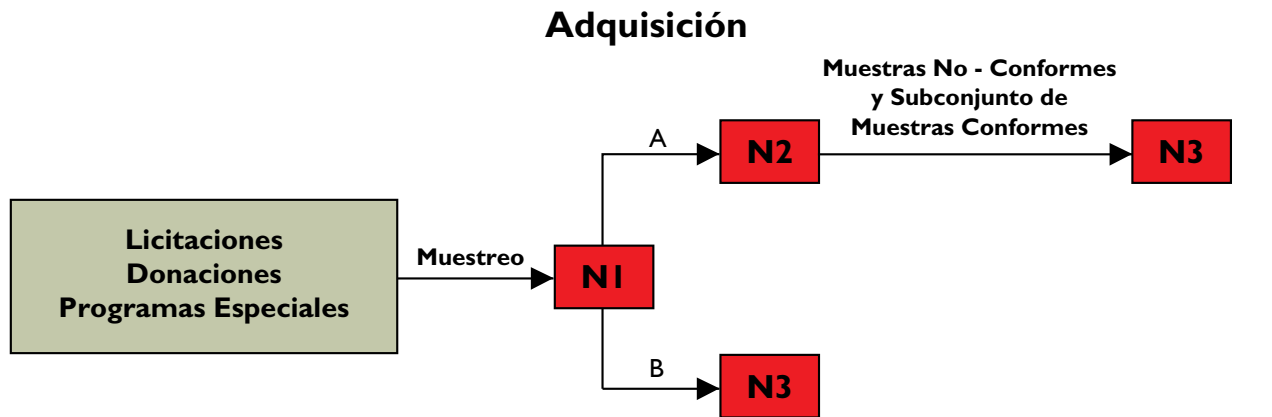 Adquisición
Muestras No - Conformes
y Subconjunto de
Muestras Conformes
A
N2
N3
Licitaciones
Donaciones
Programas Especiales
Muestreo
N1
B
N3